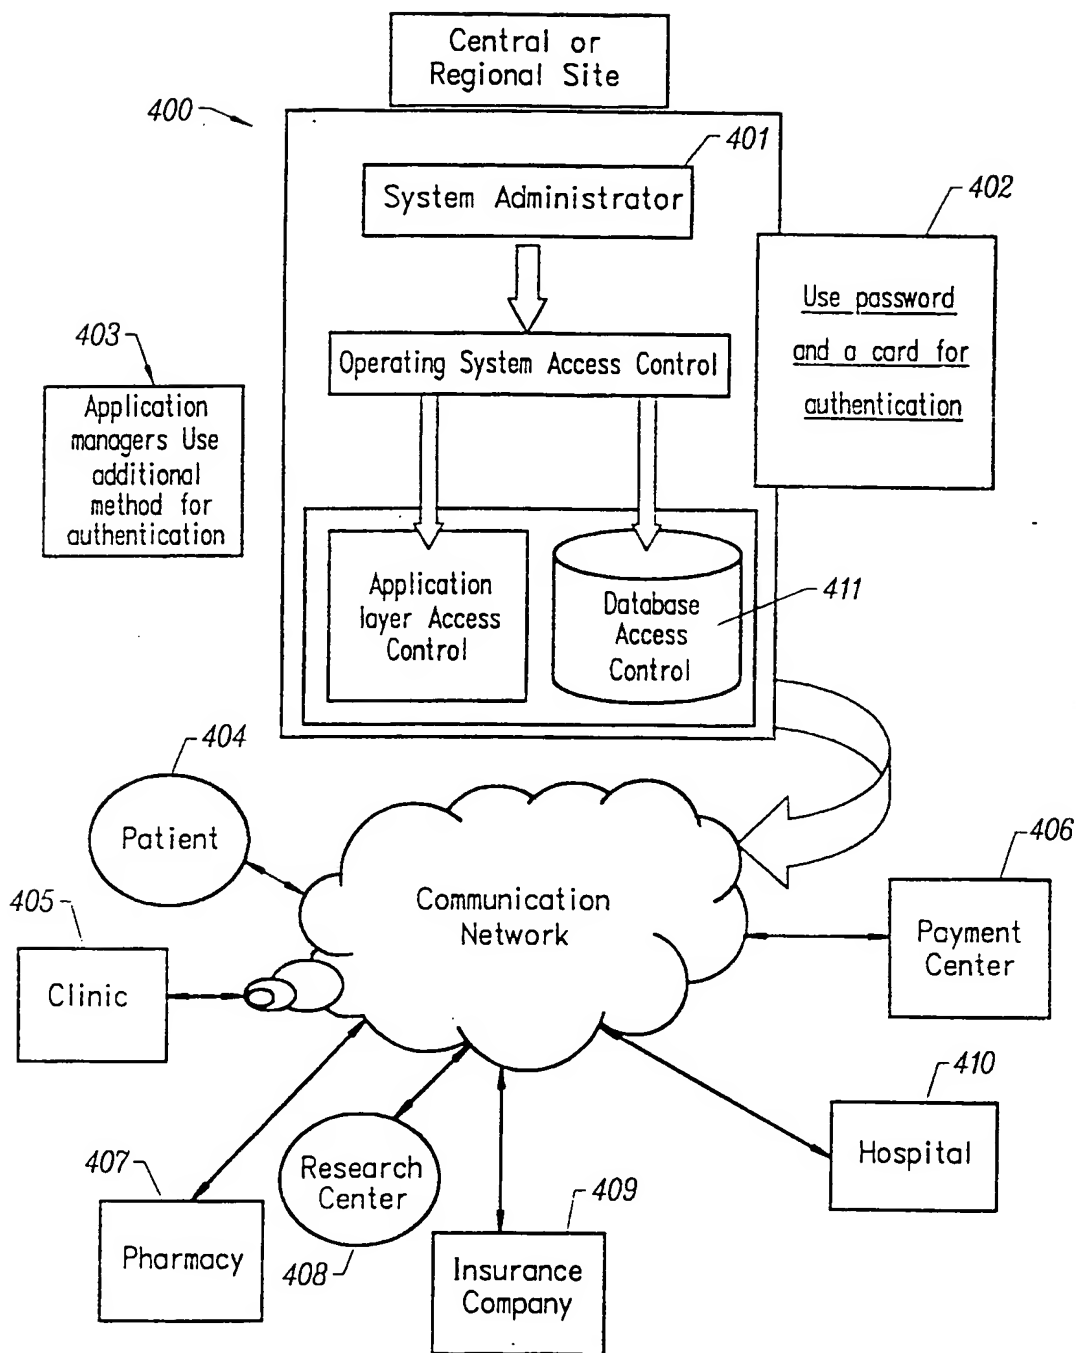 Central or
Regional Site
400
401
System Administrator
402
Use password
and a card for
authentication
Operating System Access Control
403
Application
managers Use
additional
method for
authentication
Application
layer Access
Control
Database
Access
Control
411
404
Patient
405
Clinic
Communication
Network
406
Payment
Center
407
Pharmacy
Research
Center
408
409
Insurance
Company
410
Hospital